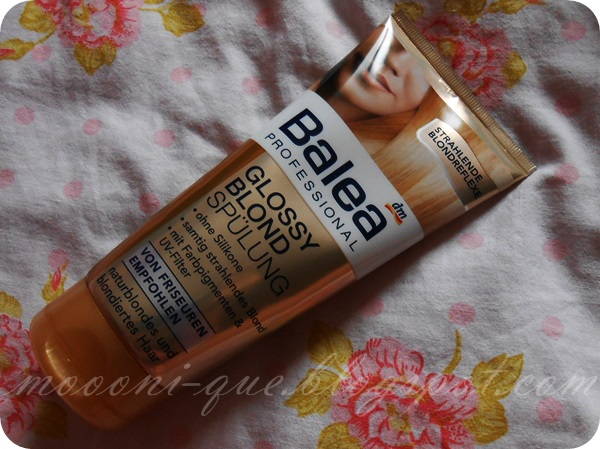 STRAHLENDE
BLONDREFLEXE
Balea
PROFESSIONAL
dm
GLOSSY
BLOND
SPÜLUNG
• ohne Silikone
• samtig strahlendes Blond
• mit Farbpigmenten &
UV-Filter
VON FRISEUREN
EMPFOHLEN
naturblondes und
blondiertes Haar
moooni-que.blogspot.com